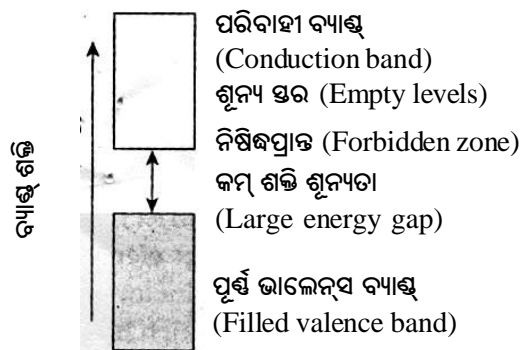 ପରିବାହୀ ବ୍ୟାଣ୍ଡ୍
(Conduction band)
ଶୂନ୍ୟ ସ୍ତର (Empty levels)
ନିଷିଦ୍ଧପ୍ରାନ୍ତ (Forbidden zone)
କମ୍ ଶକ୍ତି ଶୂନ୍ୟତା
(Large energy gap)
ପୂର୍ଣ୍ଣ ଭାଲେନ୍‌ସ ବ୍ୟାଣ୍ଡ୍
(Filled valence band)
ବ୍ୟାଣ୍ଡ୍ ଶକ୍ତି